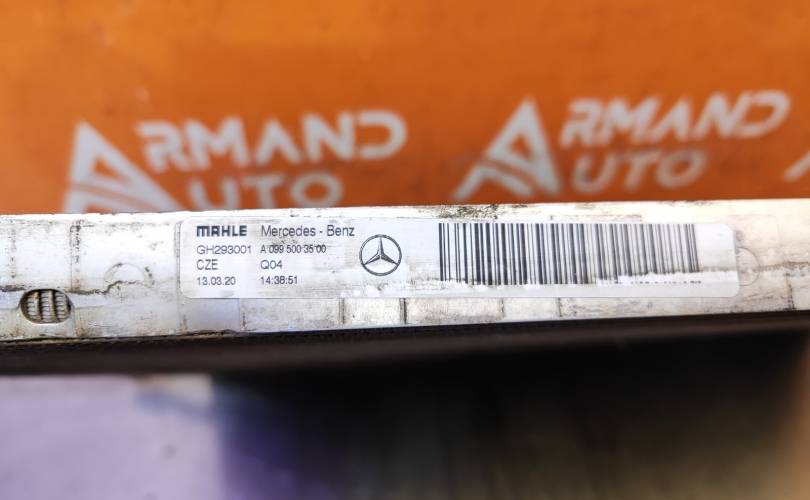 ARMAND
AUTO
ARMAND
AUTO
MAHLE Mercedes - Benz
GH293001 A 099 500 35 00
CZE Q04
13.03.20 14:38:51